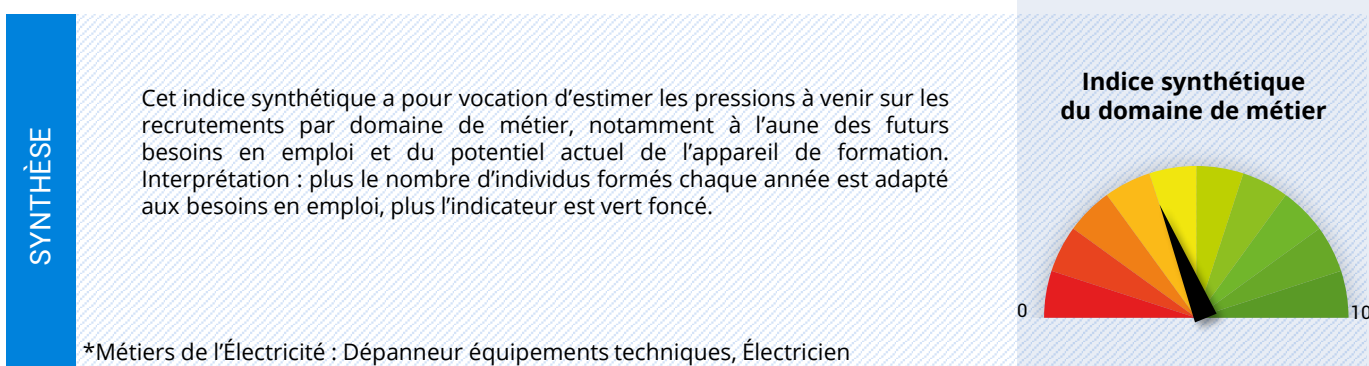 SYNTHÈSE
Cet indice synthétique a pour vocation d’estimer les pressions à venir sur les
recrutements par domaine de métier, notamment à l’aune des futurs
besoins en emploi et du potentiel actuel de l’appareil de formation.
Interprétation : plus le nombre d’individus formés chaque année est adapté
aux besoins en emploi, plus l’indicateur est vert foncé.
*Métiers de l’Électricité : Dépanneur équipements techniques, Électricien
Indice synthétique
du domaine de métier
0
10